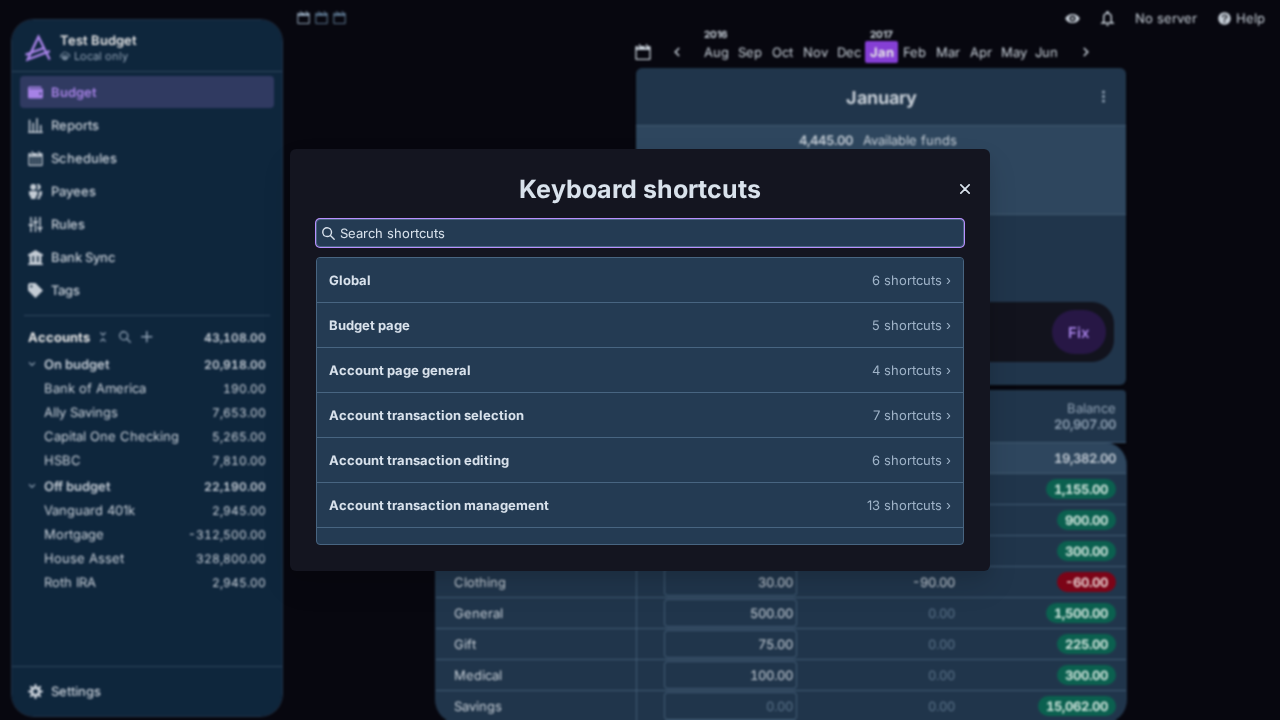 Test Budget
Local only
Budget
Reports
Schedules
Payees
Rules
Bank Sync
Tags
Accounts 43,108.00
On budget 20,918.00
Bank of America 190.00
Ally Savings 7,653.00
Capital One Checking 5,265.00
HSBC 7,810.00
Off budget 22,190.00
Vanguard 401k 2,945.00
Mortgage -312,500.00
House Asset 328,800.00
Roth IRA 2,945.00
Settings
No server
Help
2016 2017
Aug Sep Oct Nov Dec Jan Feb Mar Apr May Jun
January
4,445.00 Available funds
Keyboard shortcuts
Search shortcuts
Global 6 shortcuts ›
Budget page 5 shortcuts ›
Account page general 4 shortcuts ›
Account transaction selection 7 shortcuts ›
Account transaction editing 6 shortcuts ›
Account transaction management 13 shortcuts ›
Fix
Balance
20,907.00
19,382.00
1,155.00
900.00
300.00
Clothing 30.00 -90.00 -60.00
General 500.00 0.00 1,500.00
Gift 75.00 0.00 225.00
Medical 100.00 0.00 300.00
Savings 0.00 0.00 15,062.00